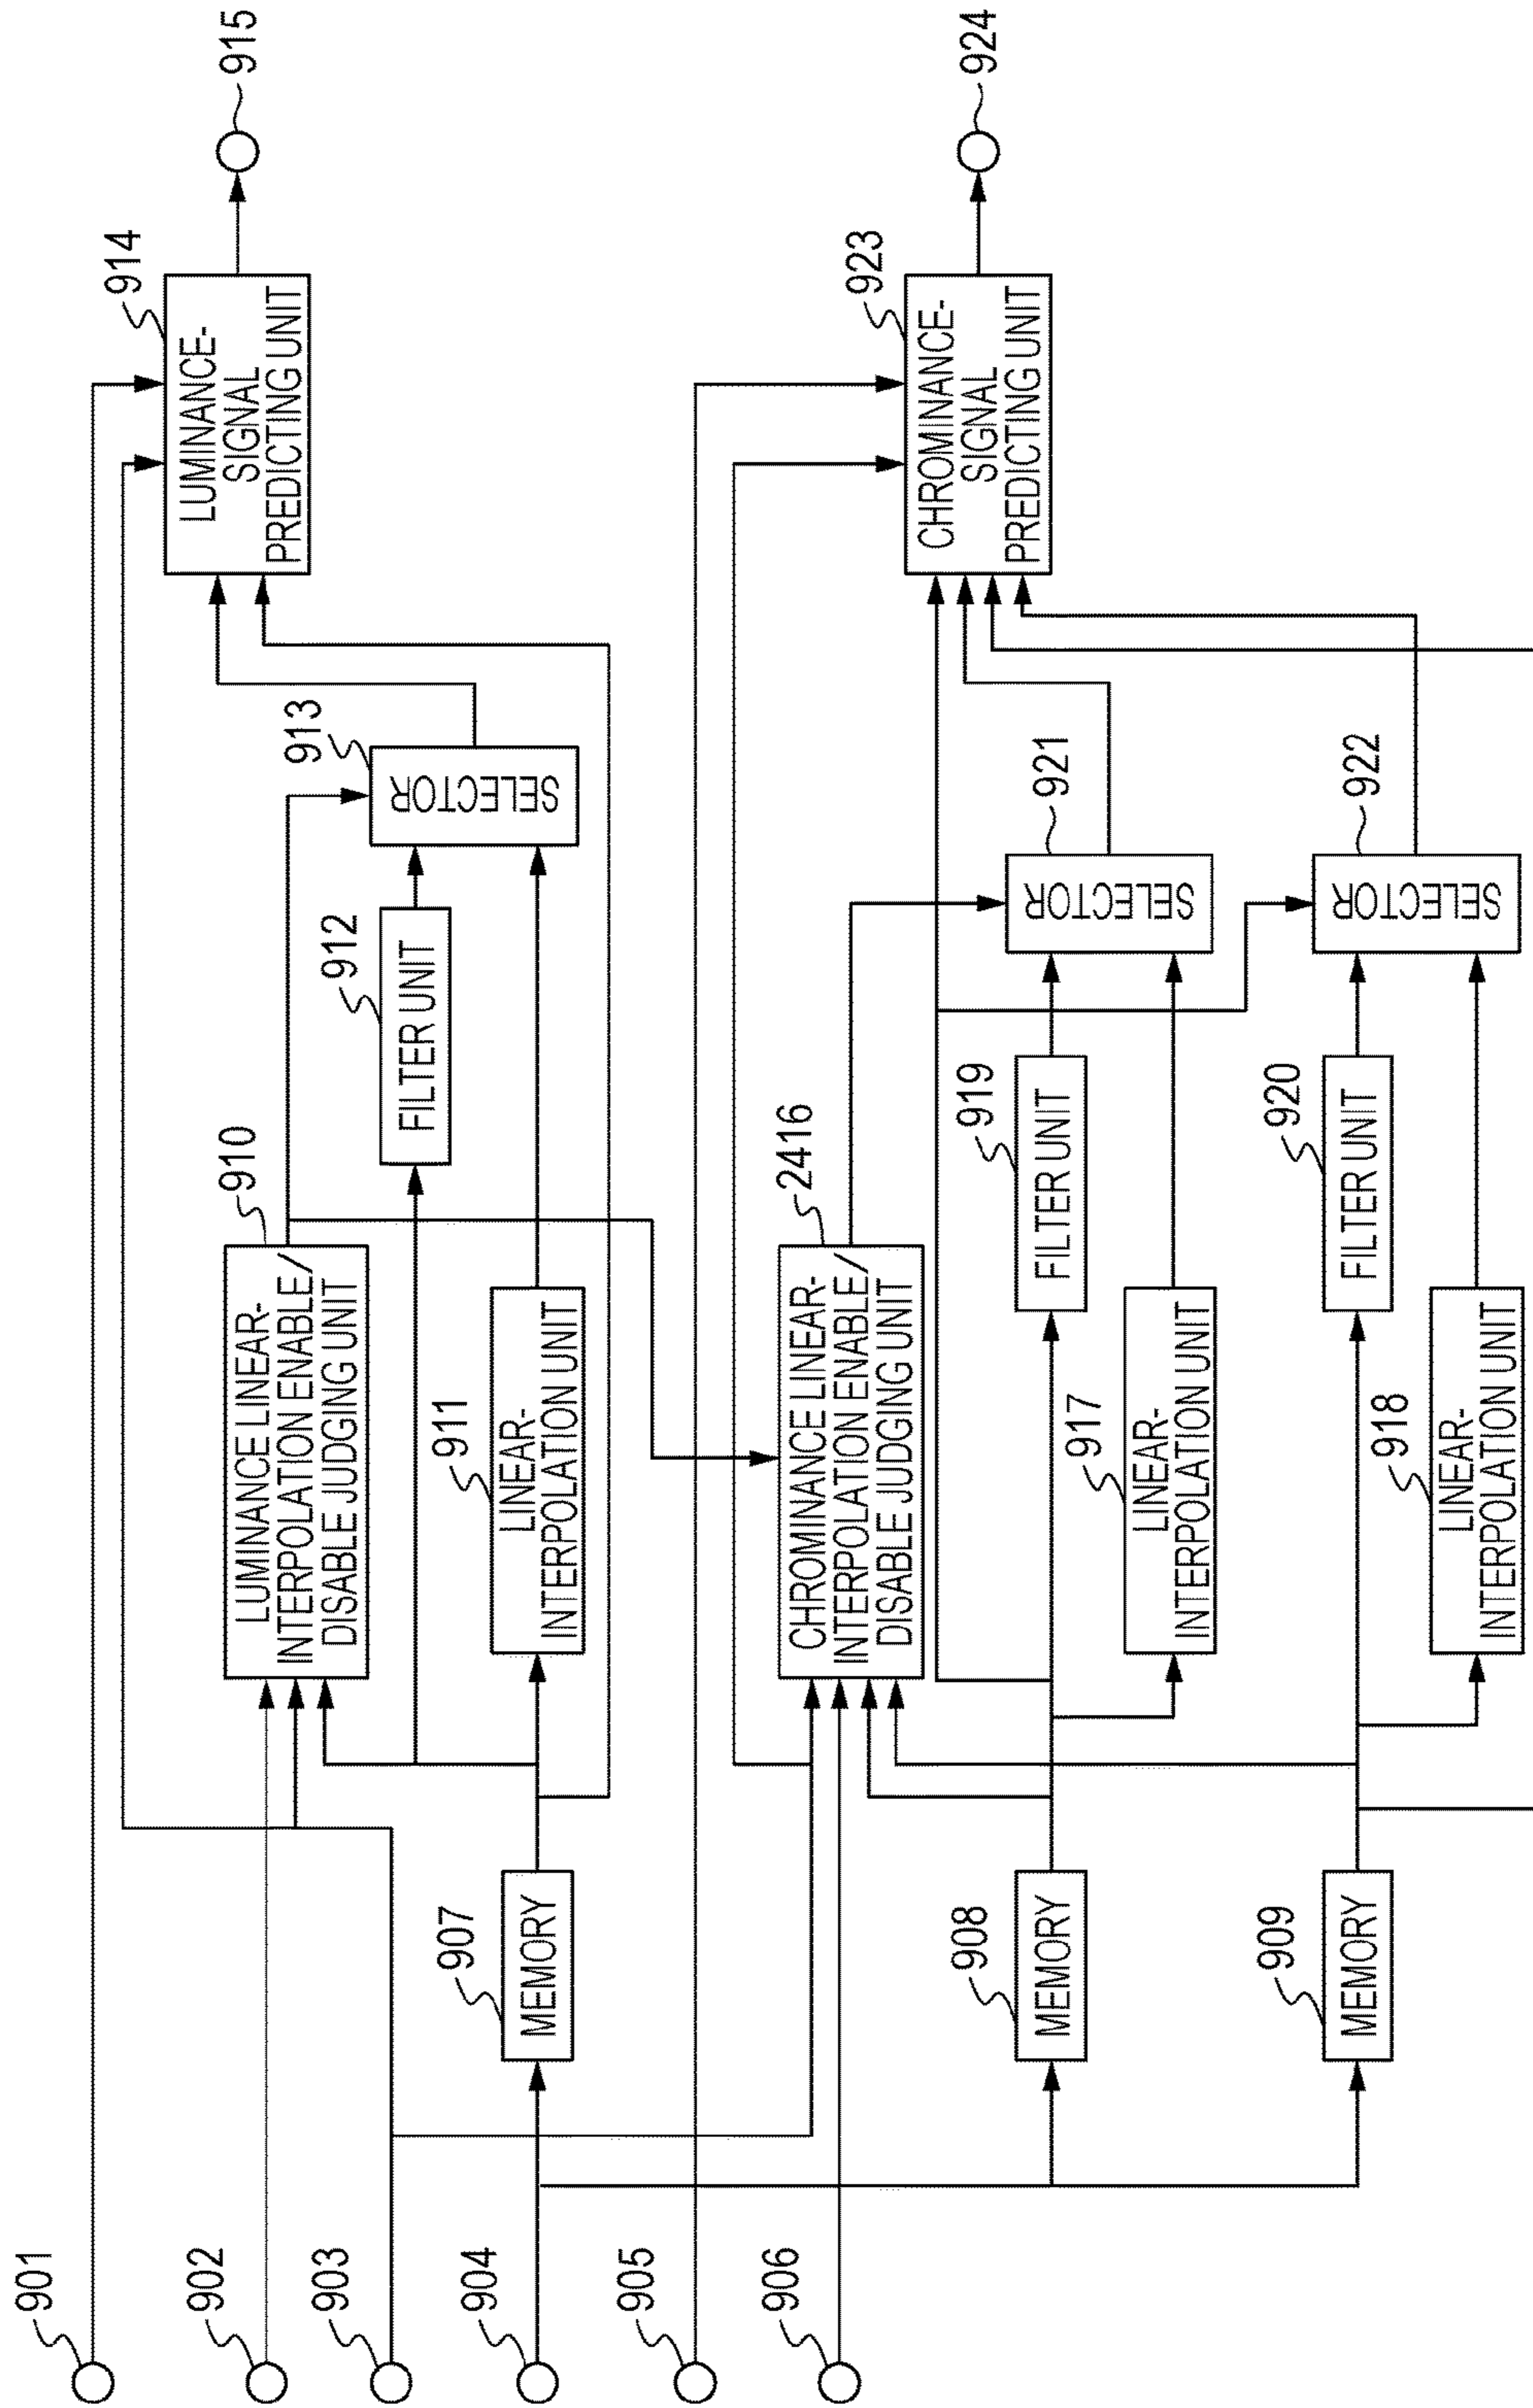 901
902
903
904
905
906
907
MEMORY
908
MEMORY
909
MEMORY
910
LUMINANCE LINEAR-
INTERPOLATION ENABLE/
DISABLE JUDGING UNIT
911
LINEAR-
INTERPOLATION UNIT
912
FILTER UNIT
913
SELECTOR
914
LUMINANCE-
SIGNAL
PREDICTING UNIT
915
2416
CHROMINANCE LINEAR-
INTERPOLATION ENABLE/
DISABLE JUDGING UNIT
917
LINEAR-
INTERPOLATION UNIT
918
LINEAR-
INTERPOLATION UNIT
919
FILTER UNIT
920
FILTER UNIT
921
SELECTOR
922
SELECTOR
923
CHROMINANCE-
SIGNAL
PREDICTING UNIT
924